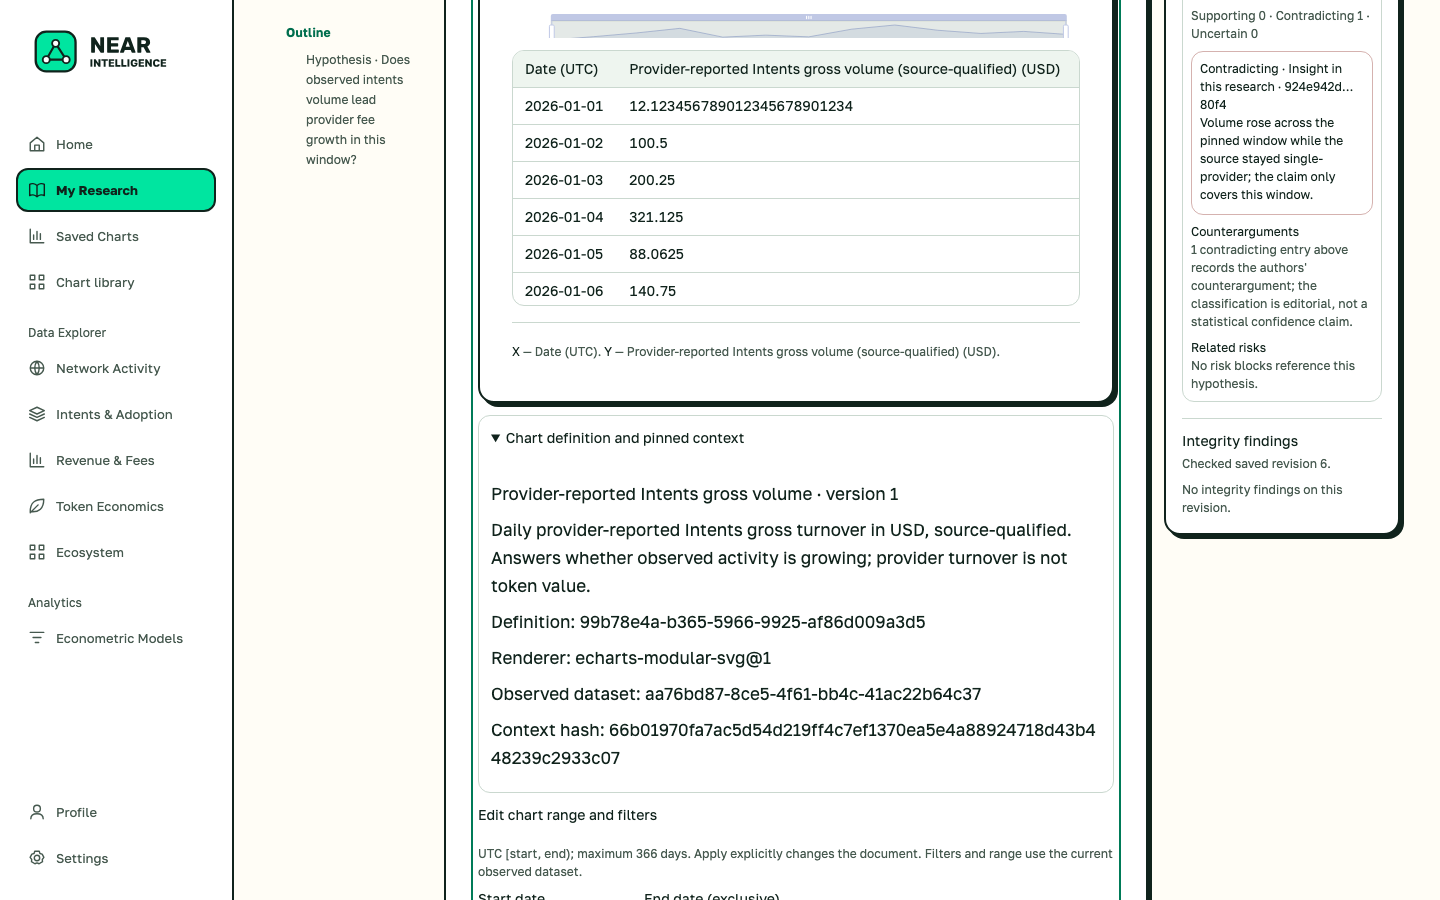 NEAR
INTELLIGENCE
Home
My Research
Saved Charts
Chart library
Data Explorer
Network Activity
Intents & Adoption
Revenue & Fees
Token Economics
Ecosystem
Analytics
Econometric Models
Profile
Settings
Outline
Hypothesis · Does
observed intents
volume lead
provider fee
growth in this
window?
Date (UTC) Provider-reported Intents gross volume (source-qualified) (USD)
2026-01-01 12.123456789012345678901234
2026-01-02 100.5
2026-01-03 200.25
2026-01-04 321.125
2026-01-05 88.0625
2026-01-06 140.75
X — Date (UTC). Y — Provider-reported Intents gross volume (source-qualified) (USD).
▼ Chart definition and pinned context
Provider-reported Intents gross volume · version 1
Daily provider-reported Intents gross turnover in USD, source-qualified.
Answers whether observed activity is growing; provider turnover is not
token value.
Definition: 99b78e4a-b365-5966-9925-af86d009a3d5
Renderer: echarts-modular-svg@1
Observed dataset: aa76bd87-8ce5-4f61-bb4c-41ac22b64c37
Context hash: 66b01970fa7ac5d54d219ff4c7ef1370ea5e4a88924718d43b4
48239c2933c07
Edit chart range and filters
UTC [start, end); maximum 366 days. Apply explicitly changes the document. Filters and range use the current
observed dataset.
Start date End date (exclusive)
Supporting 0 · Contradicting 1 ·
Uncertain 0
Contradicting · Insight in
this research · 924e942d…
80f4
Volume rose across the
pinned window while the
source stayed single-
provider; the claim only
covers this window.
Counterarguments
1 contradicting entry above
records the authors'
counterargument; the
classification is editorial, not a
statistical confidence claim.
Related risks
No risk blocks reference this
hypothesis.
Integrity findings
Checked saved revision 6.
No integrity findings on this
revision.